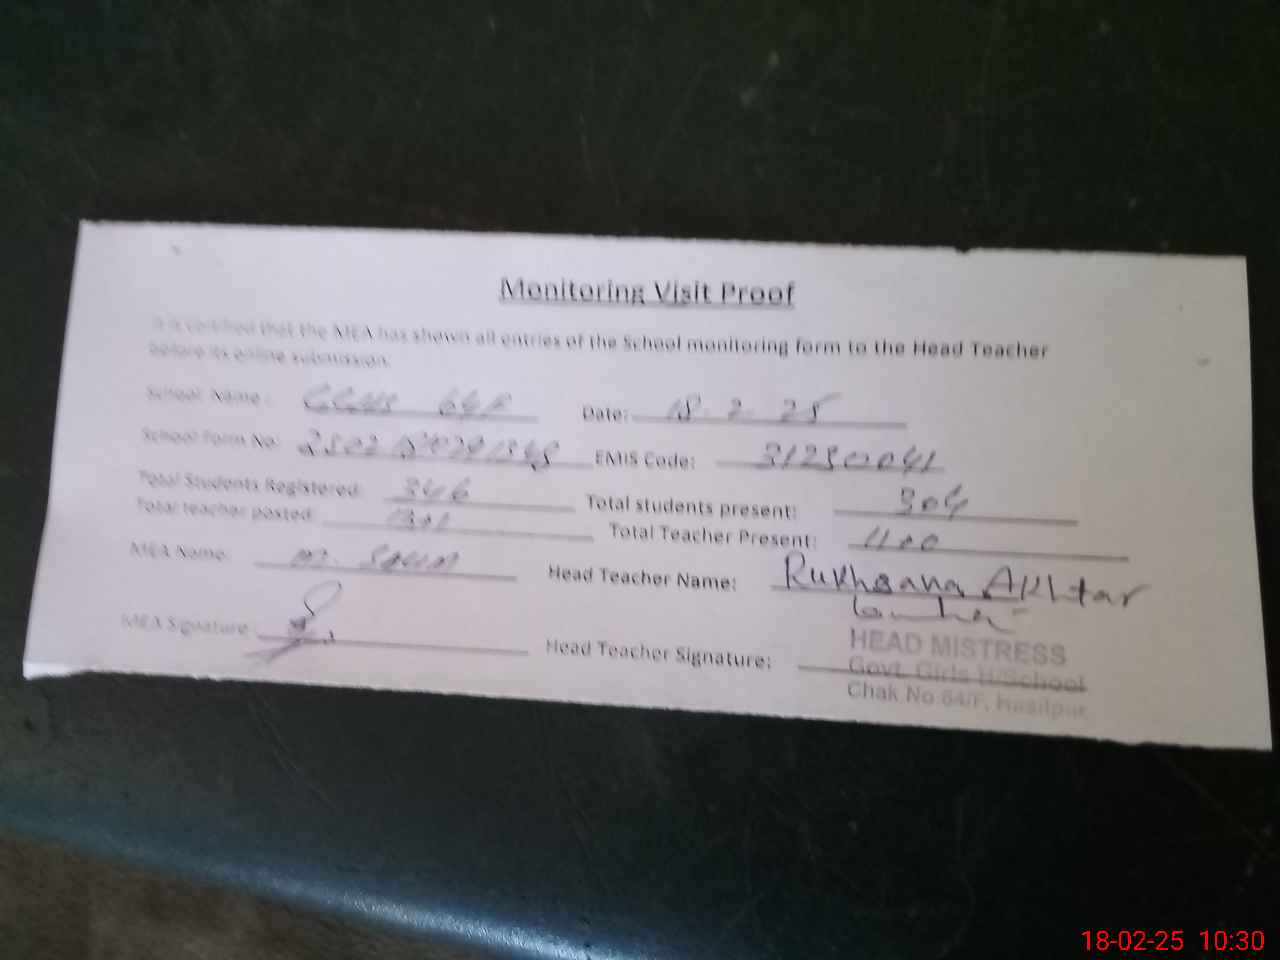 Monitoring Visit Proof
It is certified that the MEA has shown all entries of the School monitoring form to the Head Teacher
before its online submission.
School Name: 64F Date: 18.2.25
School Form No: EMIS Code: 31230041
Total Students Registered: 346 Total students present: 304
Total teacher posted: Total Teacher Present:
MEA Name: M. Head Teacher Name: Rukhsana Akhtar
MEA Signature: Head Teacher Signature:
HEAD MISTRESS
Govt. Girls H/School
Chak No 64/F, Hasilpur
18-02-25 10:30